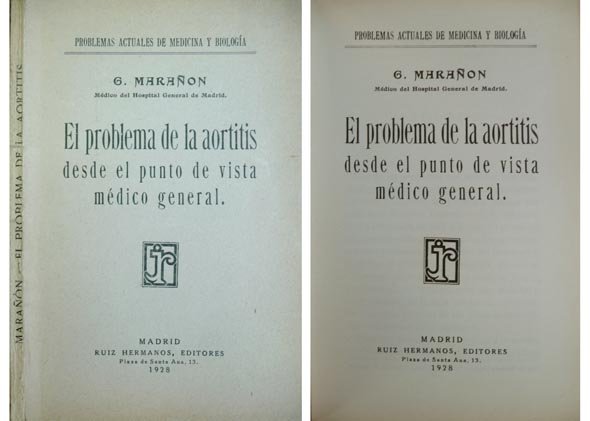 MARAÑÓN - EL PROBLEMA DE LA AORTITIS
PROBLEMAS ACTUALES DE MEDICINA Y BIOLOGÍA
G. MARAÑON
Médico del Hospital General de Madrid.
El problema de la aortitis
desde el punto de vista
médico general.
jr
MADRID
RUIZ HERMANOS, EDITORES
Plaza de Santa Ana, 13.
1928
PROBLEMAS ACTUALES DE MEDICINA Y BIOLOGÍA
G. MARAÑON
Médico del Hospital General de Madrid.
El problema de la aortitis
desde el punto de vista
médico general.
jr
MADRID
RUIZ HERMANOS, EDITORES
Plaza de Santa Ana, 13.
1928